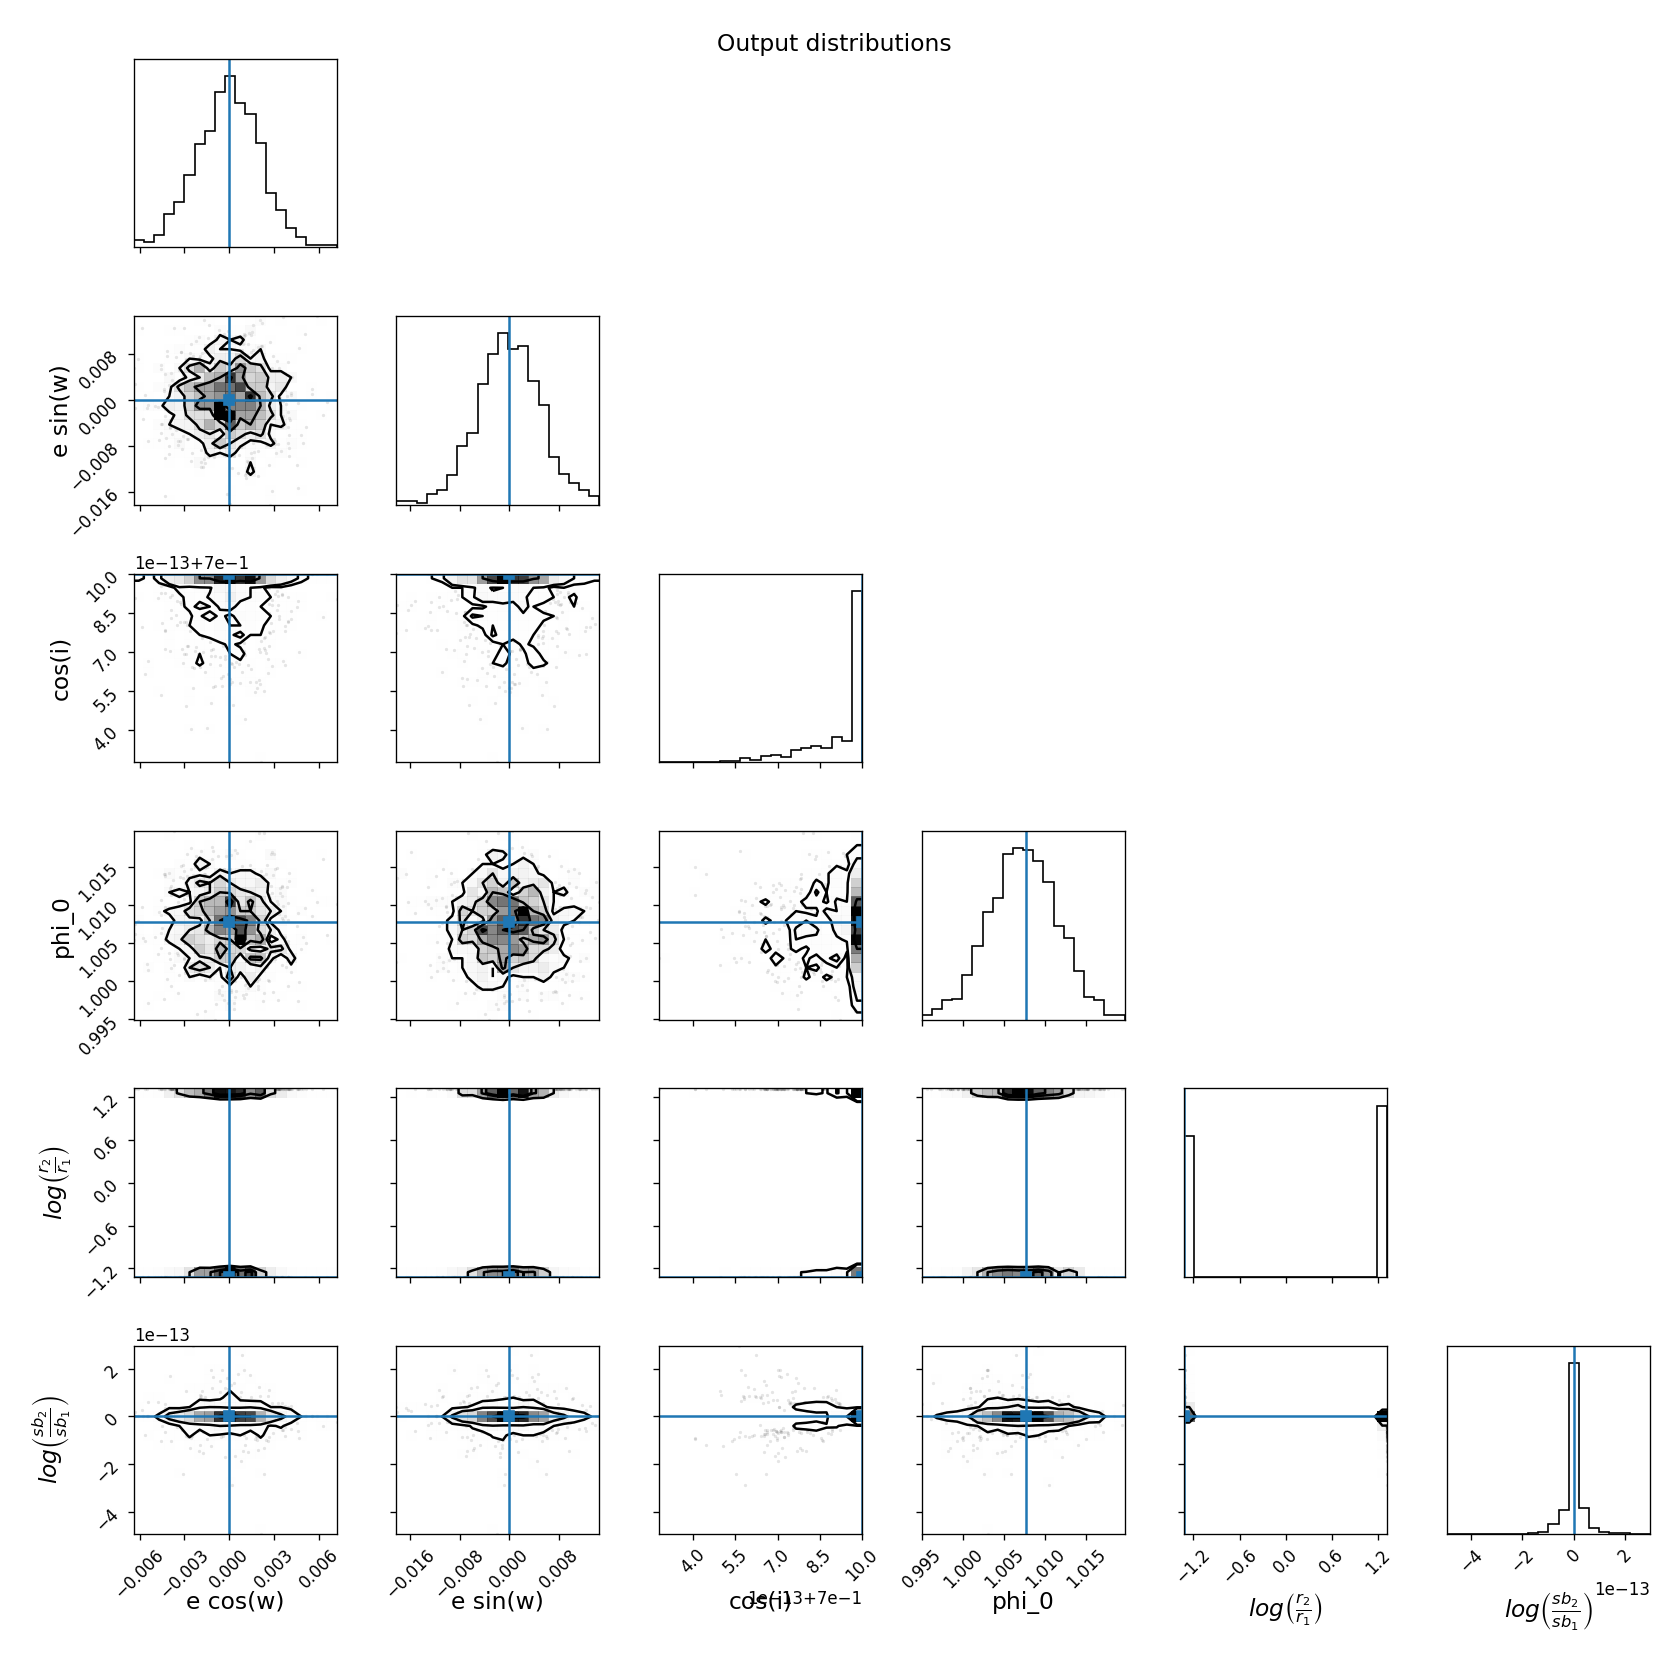 Output distributions
e sin(w)
0.008
0.000
−0.008
−0.016
1e−13+7e−1
cos(i)
10.0
8.5
7.0
5.5
4.0
phi_0
1.015
1.010
1.005
1.000
0.995
log(r2/r1)
1.2
0.6
0.0
−0.6
−1.2
1e−13
log(sb2/sb1)
2
0
−2
−4
−0.006 −0.003 0.000 0.003 0.006
−0.016 −0.008 0.000 0.008
4.0 5.5 7.0 8.5 10.0
0.995 1.000 1.005 1.010 1.015
−1.2 −0.6 0.0 0.6 1.2
−4 −2 0 2
1e−13+7e−1
1e−13
e cos(w)
e sin(w)
cos(i)
phi_0
log(r2/r1)
log(sb2/sb1)